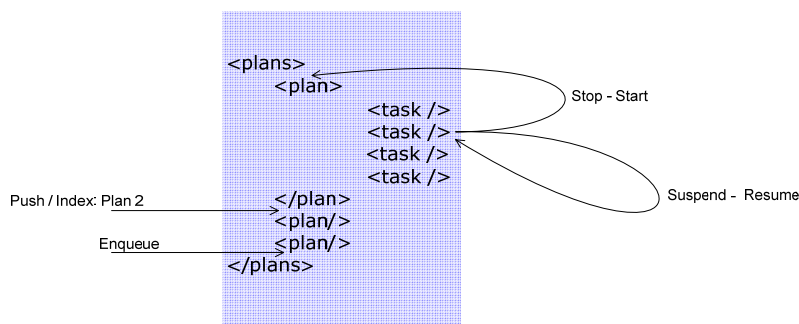 <plans>
<plan>
Stop - Start
<task />
<task />
<task />
<task />
Suspend - Resume
Push / Index: Plan 2
</plan>
<plan/>
Enqueue
<plan/>
</plans>